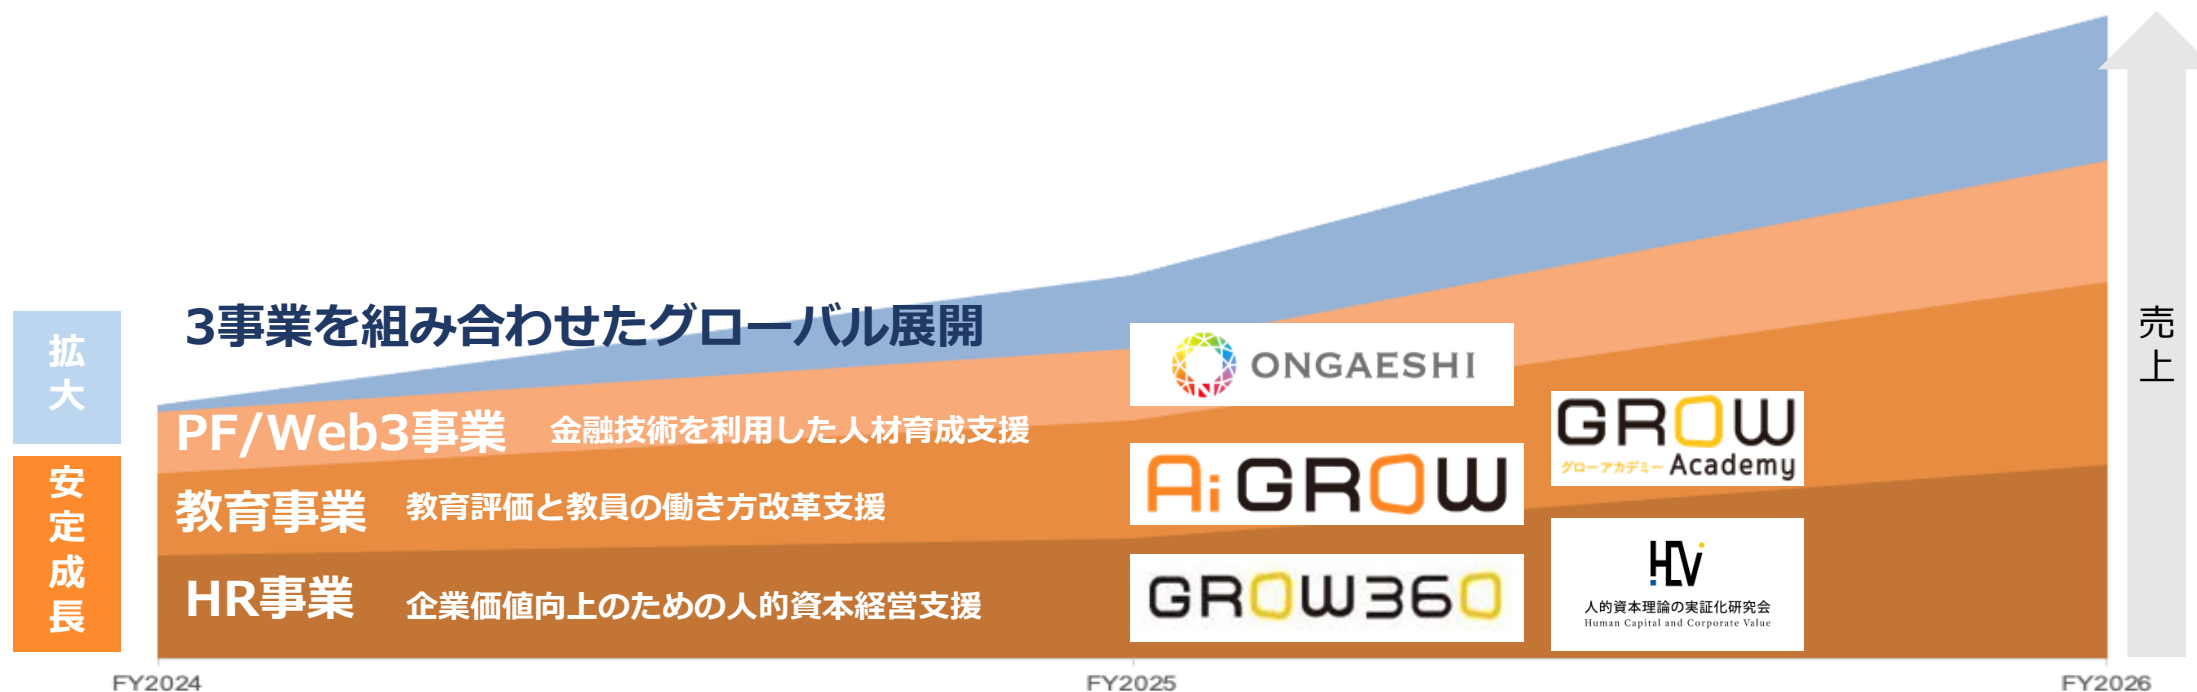 拡大
安定成長
3事業を組み合わせたグローバル展開
PF/Web3事業 金融技術を利用した人材育成支援
教育事業 教育評価と教員の働き方改革支援
HR事業 企業価値向上のための人的資本経営支援
ONGAESHI
Ai GROW
GROW360
GROW
グローアカデミー Academy
HCV
人的資本理論の実証化研究会
Human Capital and Corporate Value
売上
FY2024
FY2025
FY2026